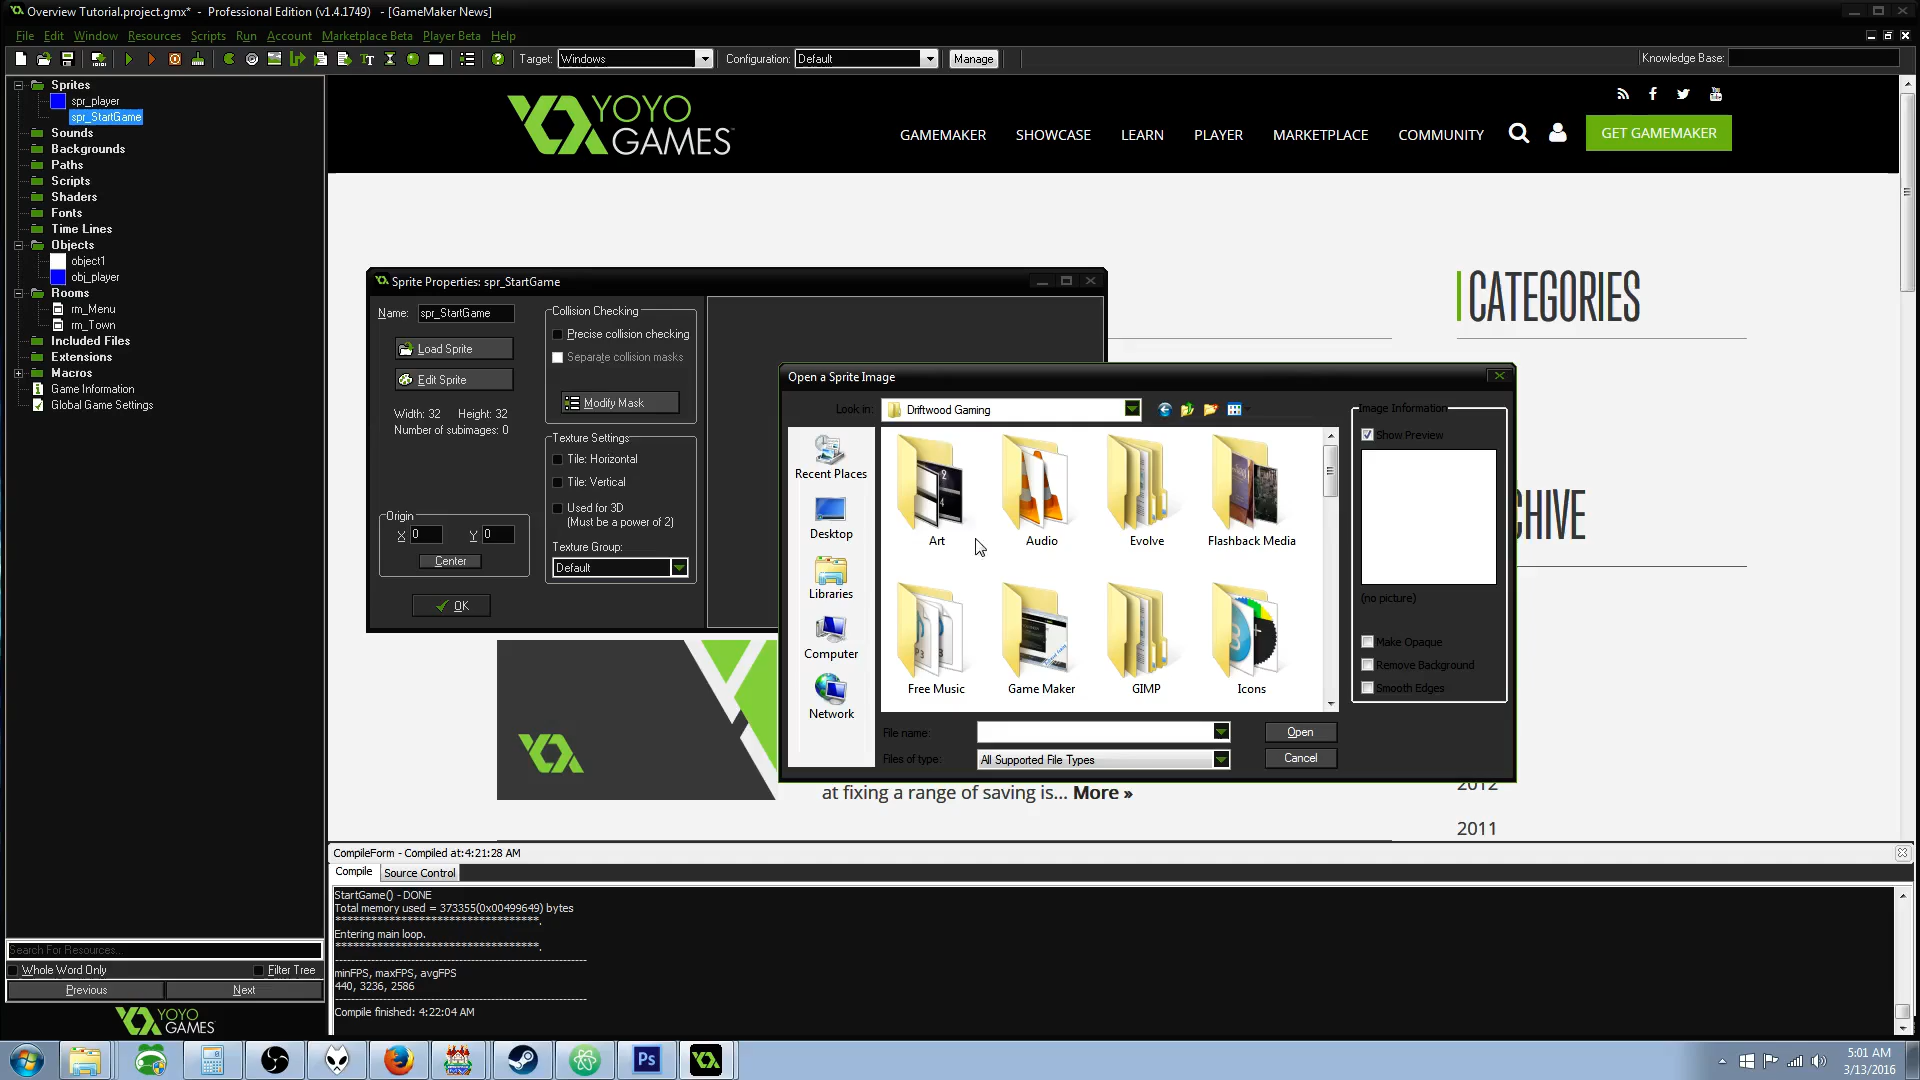 Overview Tutorial.project.gmx* - Professional Edition (v1.4.1749) - [GameMaker News]
File Edit Window Resources Scripts Run Account Marketplace Beta Player Beta Help
Target: Windows Configuration: Default Manage Knowledge Base:
Sprites
spr_player
spr_StartGame
Sounds
Backgrounds
Paths
Scripts
Shaders
Fonts
Time Lines
Objects
object1
obj_player
Rooms
rm_Menu
rm_Town
Included Files
Extensions
Macros
Game Information
Global Game Settings
Search For Resources...
Whole Word Only Filter Tree
Previous Next
YOYO
GAMES
YOYO
GAMES™
GAMEMAKER SHOWCASE LEARN PLAYER MARKETPLACE COMMUNITY GET GAMEMAKER
You
Tube
CATEGORIES
CHIVE
2012
2011
at fixing a range of saving is... More »
Sprite Properties: spr_StartGame
Name: spr_StartGame
Load Sprite
Edit Sprite
Width: 32 Height: 32
Number of subimages: 0
Origin
X 0 Y 0
Center
OK
Collision Checking
Precise collision checking
Separate collision masks
Modify Mask
Texture Settings
Tile: Horizontal
Tile: Vertical
Used for 3D
(Must be a power of 2)
Texture Group:
Default
Open a Sprite Image
Look in: Driftwood Gaming
Recent Places
Desktop
Libraries
Computer
Network
Art Audio Evolve Flashback Media
Free Music Game Maker GIMP Icons
File name: Open
Files of type: All Supported File Types Cancel
Image Information
Show Preview
(no picture)
Make Opaque
Remove Background
Smooth Edges
CompileForm - Compiled at:4:21:28 AM
Compile Source Control
StartGame() - DONE
Total memory used = 373355(0x00499649) bytes
***********************************.
Entering main loop.
***********************************.
minFPS, maxFPS, avgFPS
440, 3236, 2586
Compile finished: 4:22:04 AM
Ps
5:01 AM
3/13/2016